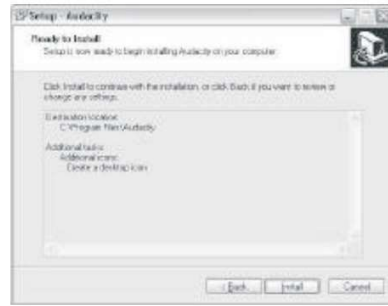 Setup - Audacity
Ready to Install
Setup is now ready to begin installing Audacity on your computer.
Click Install to continue with the installation, or click Back if you want to review or
change any settings.
Destination location:
C:\Program Files\Audacity
Additional tasks:
Additional icons:
Create a desktop icon
< Back
Install
Cancel